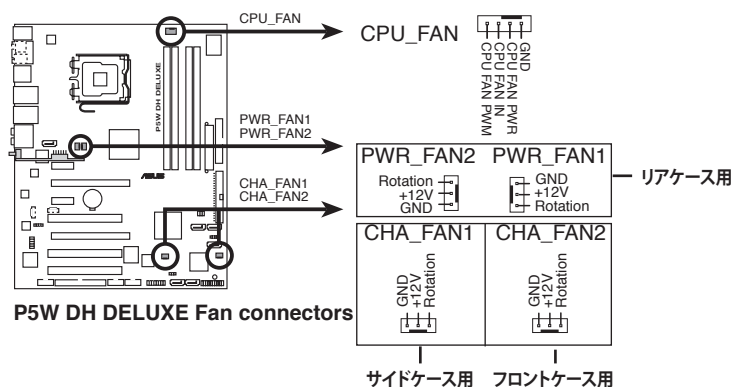 CPU_FAN
PWR_FAN1
PWR_FAN2
CHA_FAN1
CHA_FAN2
P5W DH DELUXE
ASUS
P5W DH DELUXE Fan connectors
CPU_FAN
GND
CPU FAN PWR
CPU FAN IN
CPU FAN PWM
PWR_FAN2
Rotation
+12V
GND
PWR_FAN1
GND
+12V
Rotation
リアケース用
CHA_FAN1
GND
+12V
Rotation
CHA_FAN2
GND
+12V
Rotation
サイドケース用
フロントケース用